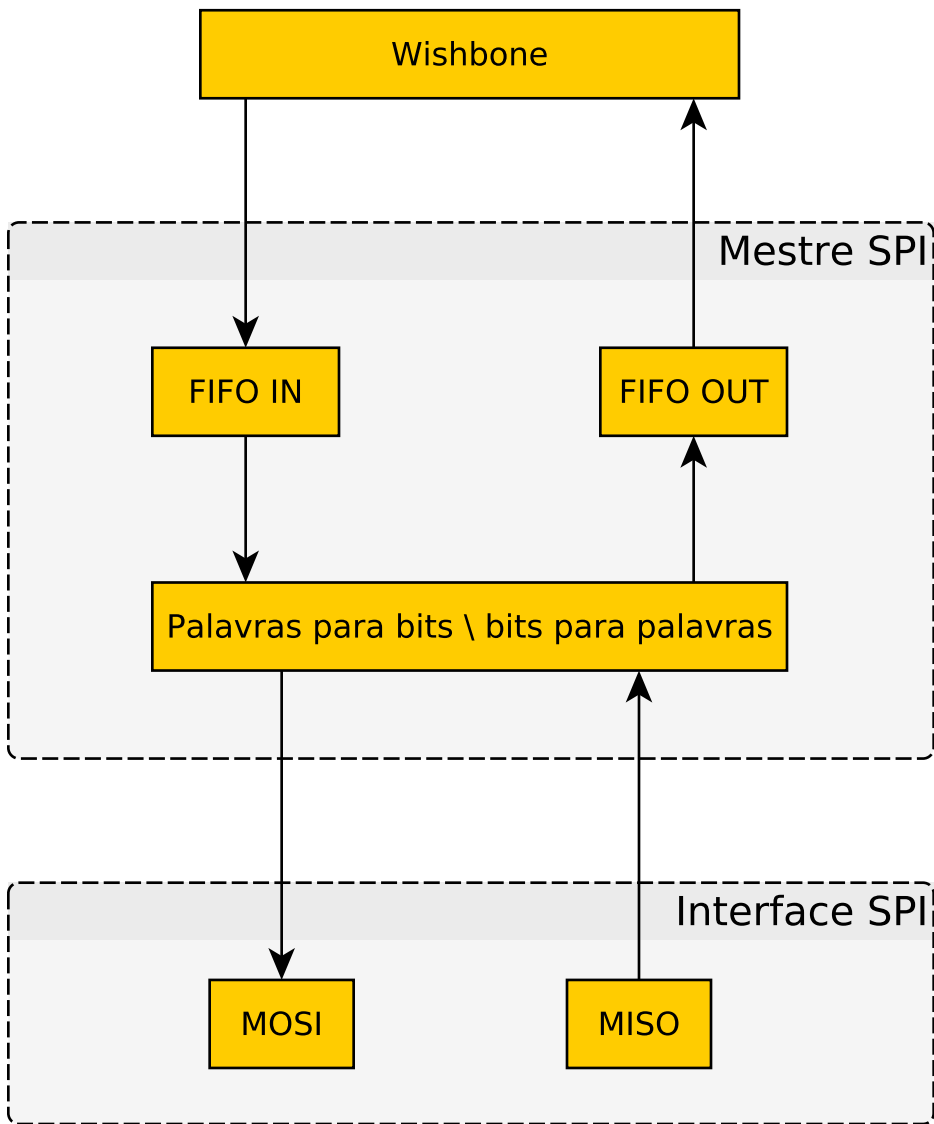 Wishbone
Mestre SPI
FIFO IN
FIFO OUT
Palavras para bits \ bits para palavras
Interface SPI
MOSI
MISO